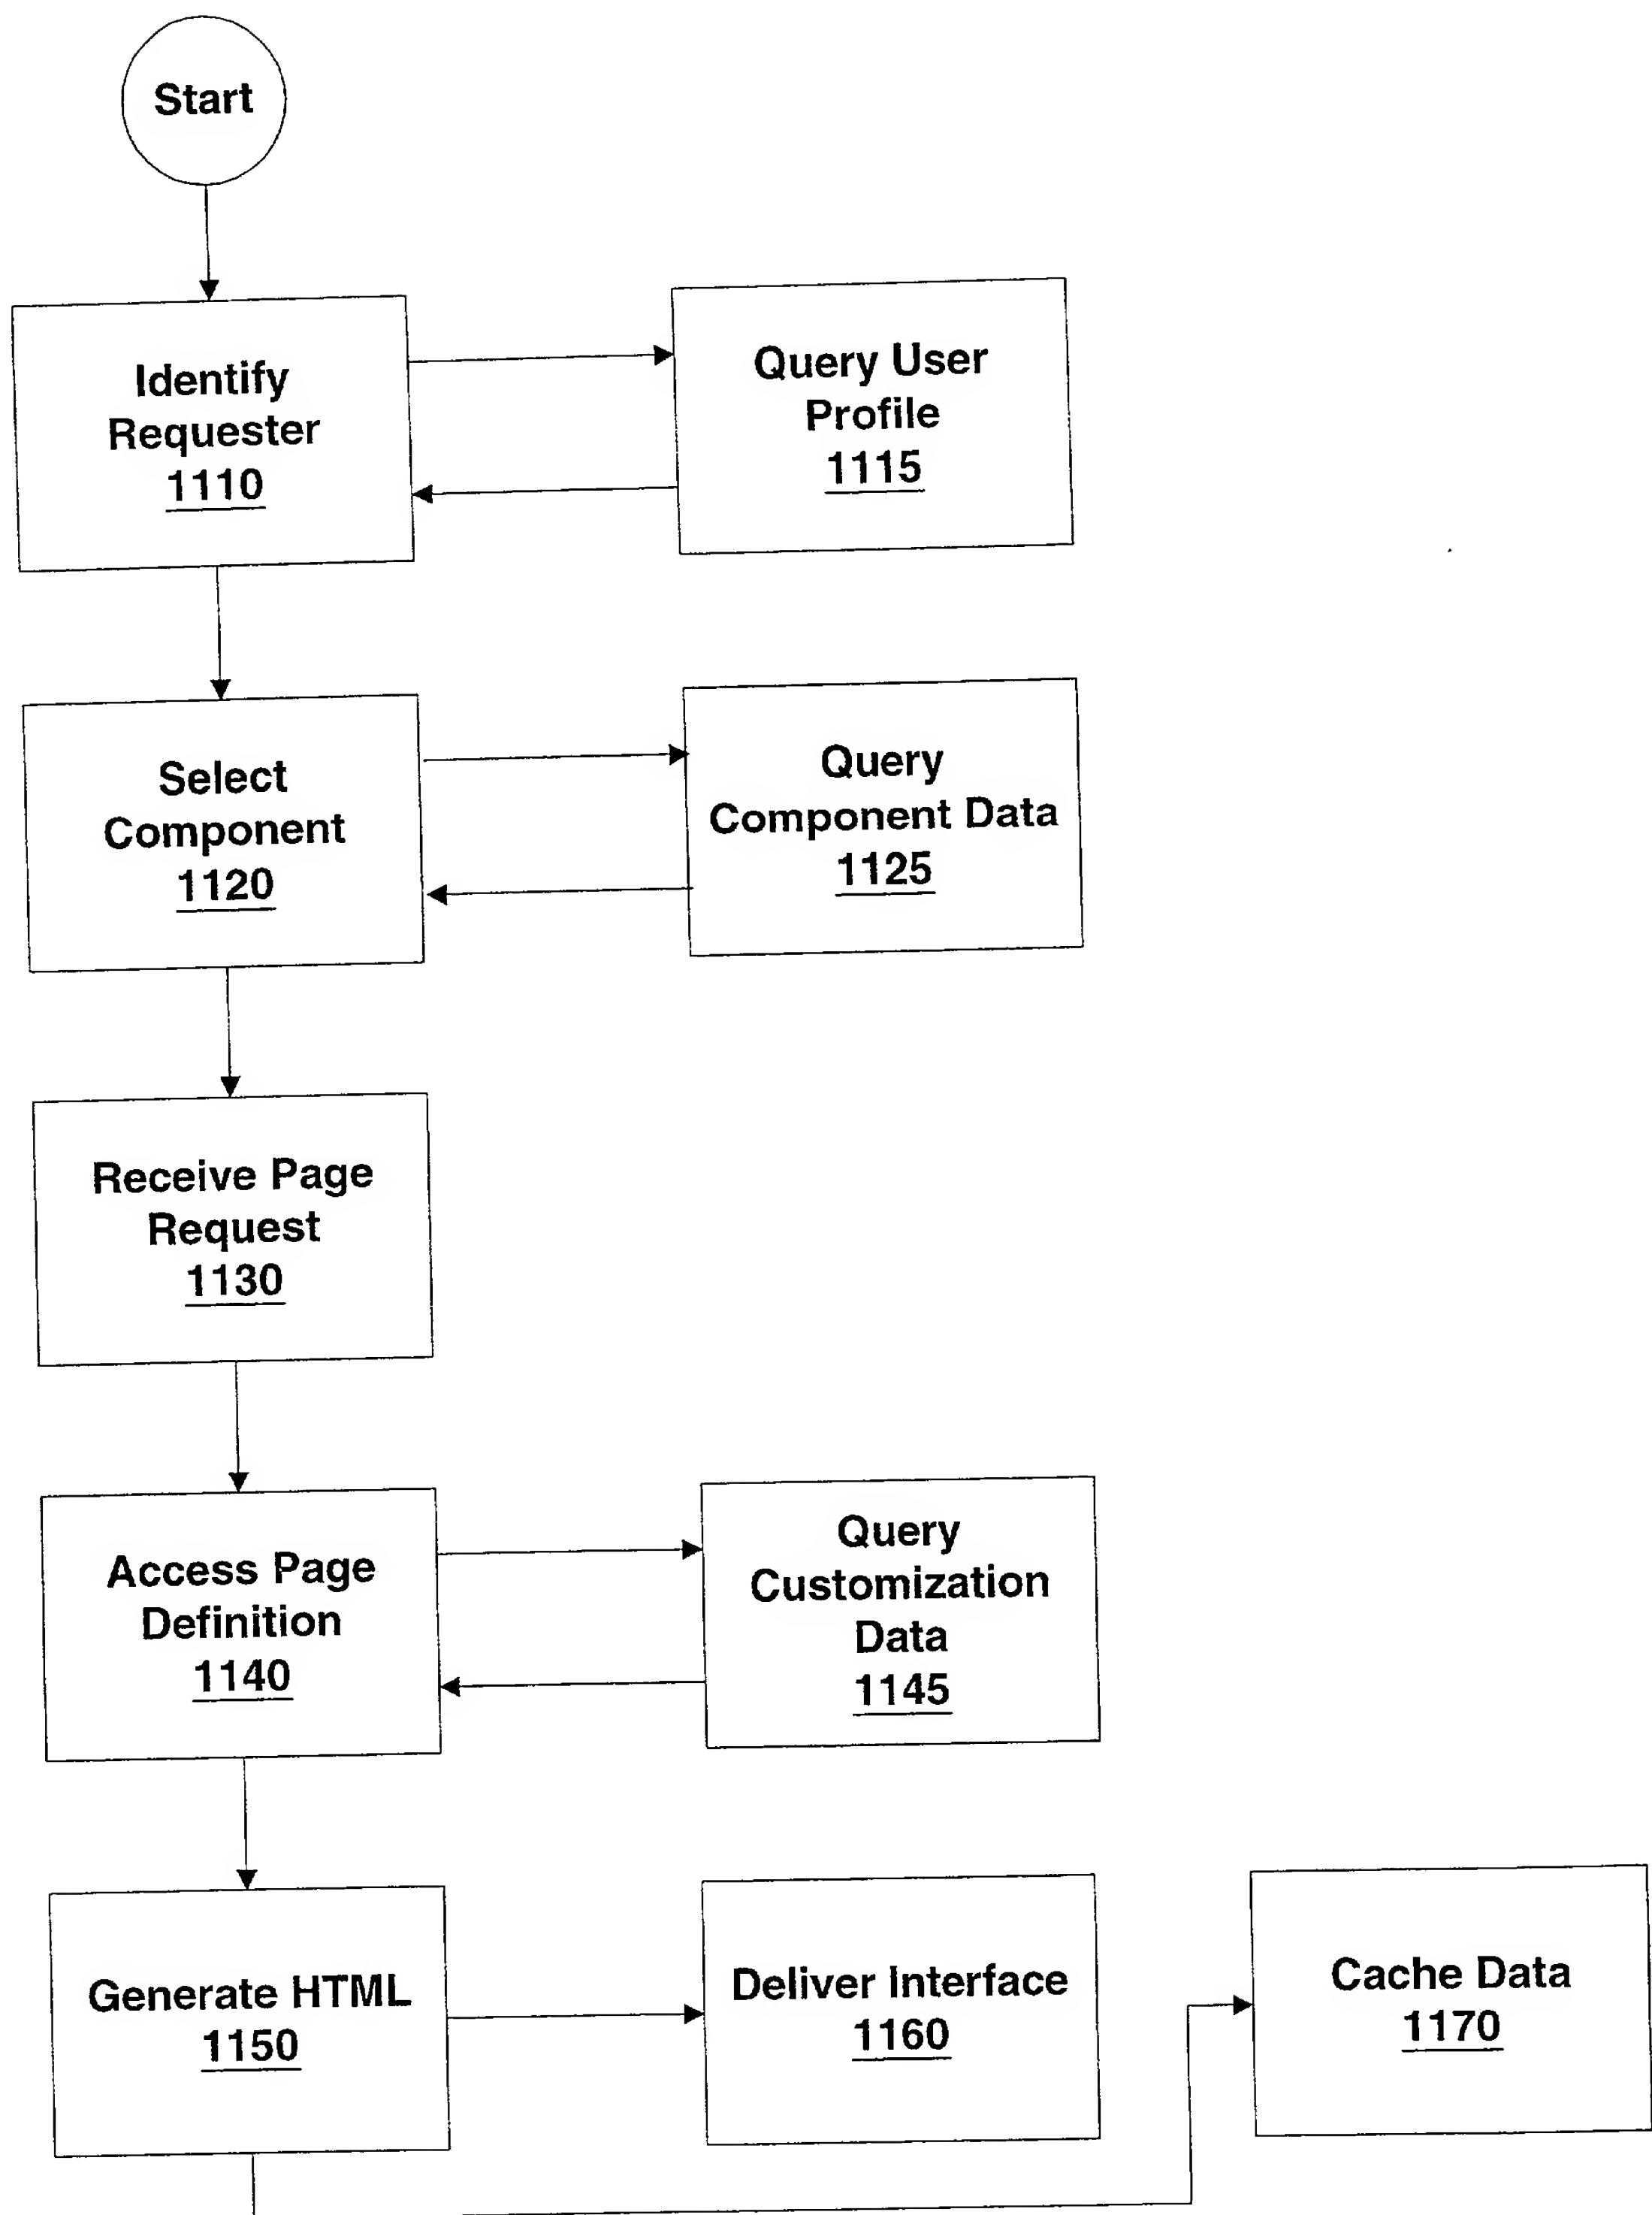 Start
Identify
Requester
1110
Query User
Profile
1115
Select
Component
1120
Query
Component Data
1125
Receive Page
Request
1130
Access Page
Definition
1140
Query
Customization
Data
1145
Generate HTML
1150
Deliver Interface
1160
Cache Data
1170